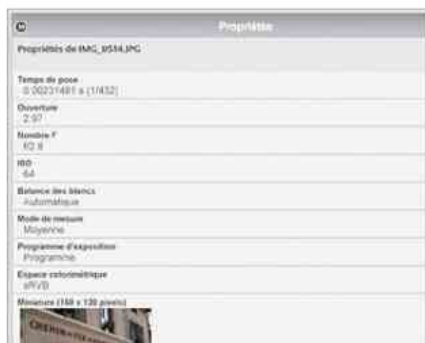 Propriétés
Propriétés de IMG_0554.JPG
Temps de pose
0.00231481 s (1/432)
Ouverture
2.97
Nombre F
f/2.8
ISO
64
Balance des blancs
Automatique
Mode de mesure
Moyenne
Programme d'exposition
Programme
Espace colorimétrique
sRVB
Miniature (160 x 120 pixels)